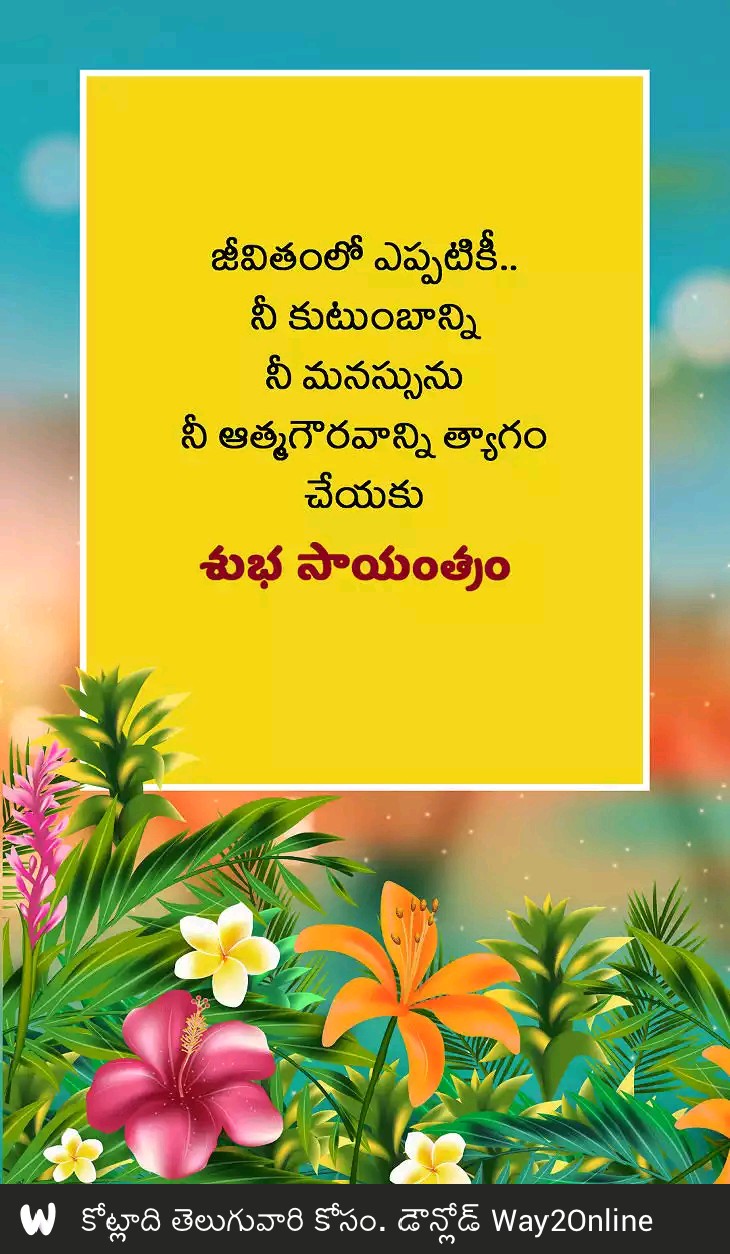 జీవితంలో ఎప్పటికీ..
నీ కుటుంబాన్ని
నీ మనస్సును
నీ ఆత్మగౌరవాన్ని త్యాగం
చేయకు
శుభ సాయంత్రం
W కోట్లాది తెలుగువారి కోసం. డౌన్లోడ్ Way2Online